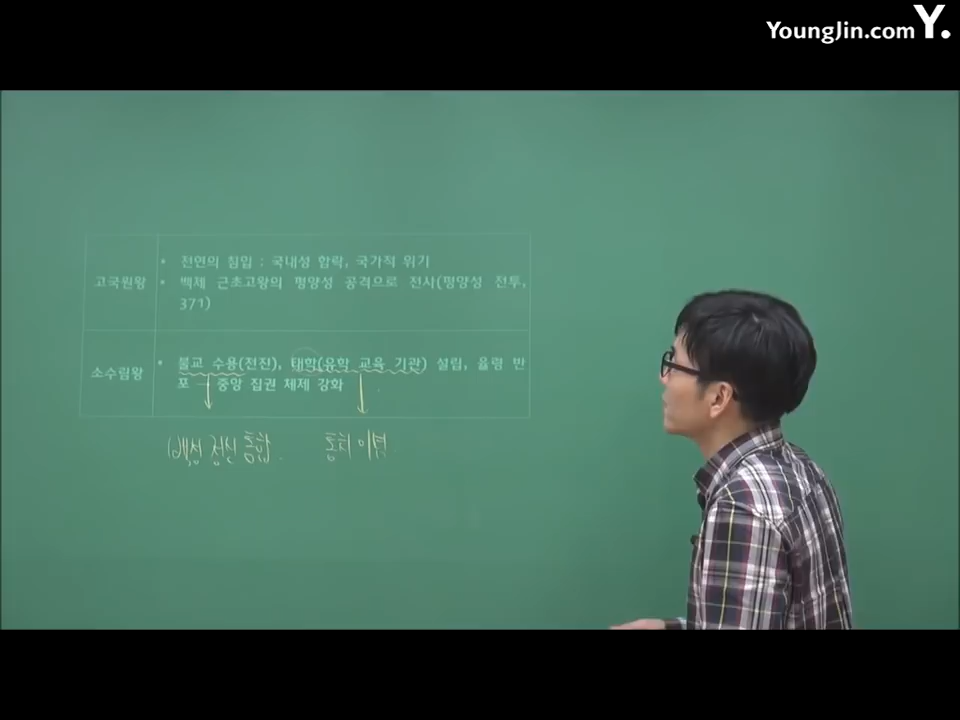 YoungJin.com Y.
고국원왕
• 전연의 침입 : 국내성 함락, 국가적 위기
• 백제 근초고왕의 평양성 공격으로 전사(평양성 전투,
371)
소수림왕
• 불교 수용(전진), 태학(유학 교육 기관) 설립, 율령 반
포 → 중앙 집권 체제 강화
백성 정신 통합. 통치 이념